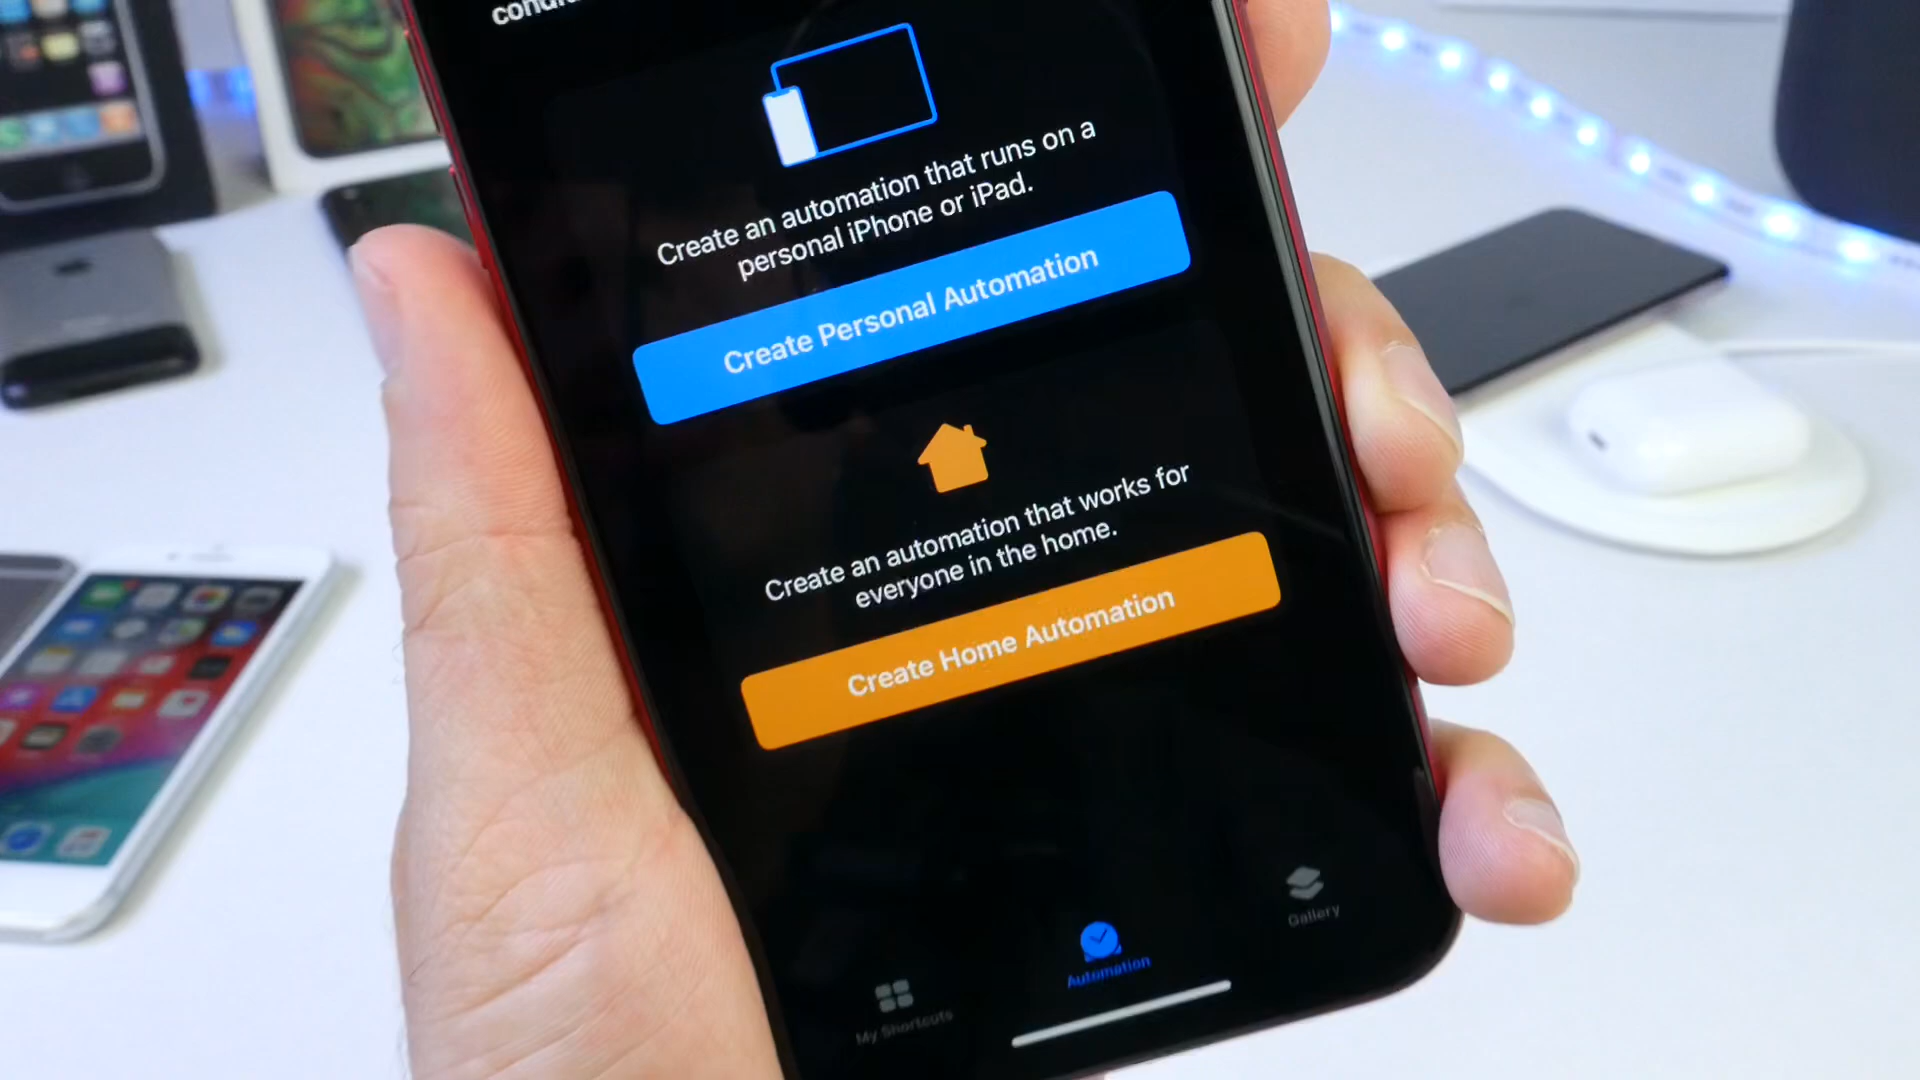 Create an automation that runs on a
personal iPhone or iPad.
Create Personal Automation
Create an automation that works for
everyone in the home.
Create Home Automation
Gallery
Automation
My Shortcuts